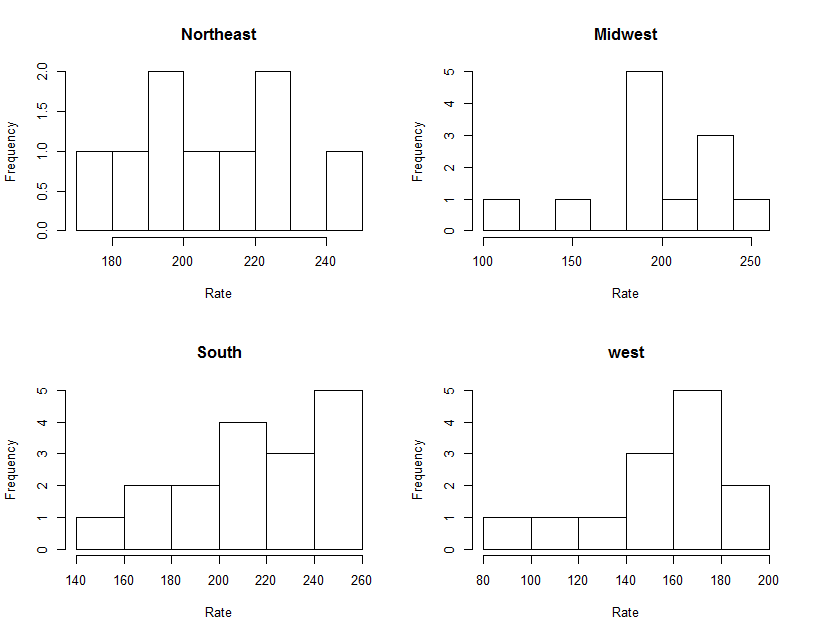 Northeast
Frequency
0.0 0.5 1.0 1.5 2.0
180 200 220 240
Rate
Midwest
Frequency
0 1 2 3 4 5
100 150 200 250
Rate
South
Frequency
0 1 2 3 4 5
140 160 180 200 220 240 260
Rate
west
Frequency
0 1 2 3 4 5
80 100 120 140 160 180 200
Rate